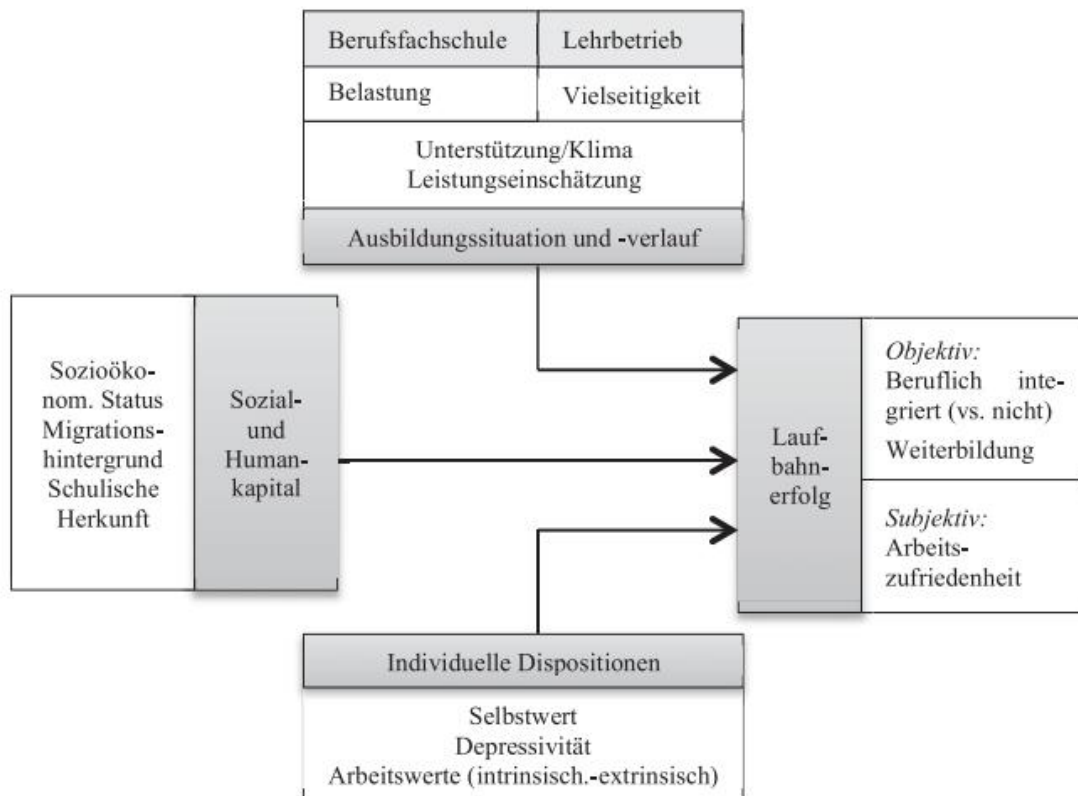 Berufsfachschule
Lehrbetrieb
Belastung
Vielseitigkeit
Unterstützung/Klima
Leistungseinschätzung
Ausbildungssituation und -verlauf
Sozioöko-
nom. Status
Migrations-
hintergrund
Schulische
Herkunft
Sozial-
und
Human-
kapital
Lauf-
bahn-
erfolg
Objektiv:
Beruflich inte-
griert (vs. nicht)
Weiterbildung
Subjektiv:
Arbeits-
zufriedenheit
Individuelle Dispositionen
Selbstwert
Depressivität
Arbeitswerte (intrinsisch.-extrinsisch)